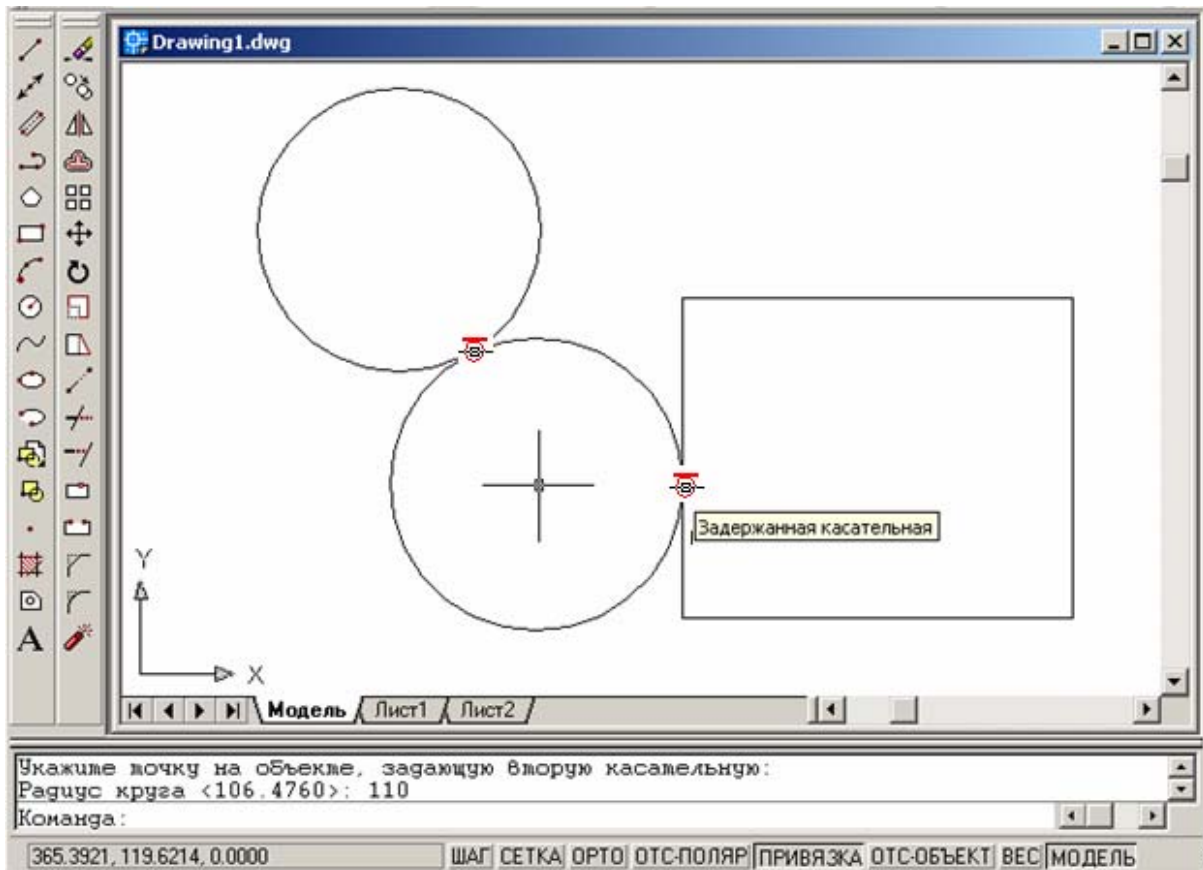 Drawing1.dwg
Задержанная касательная
Y
X
A
Модель Лист1 Лист2
Укажите точку на объекте, задающую вторую касательную:
Радиус круга <106.4760>: 110
Команда:
365.3921, 119.6214, 0.0000 ШАГ СЕТКА ОРТО ОТС-ПОЛЯР ПРИВЯЗКА ОТС-ОБЪЕКТ ВЕС МОДЕЛЬ